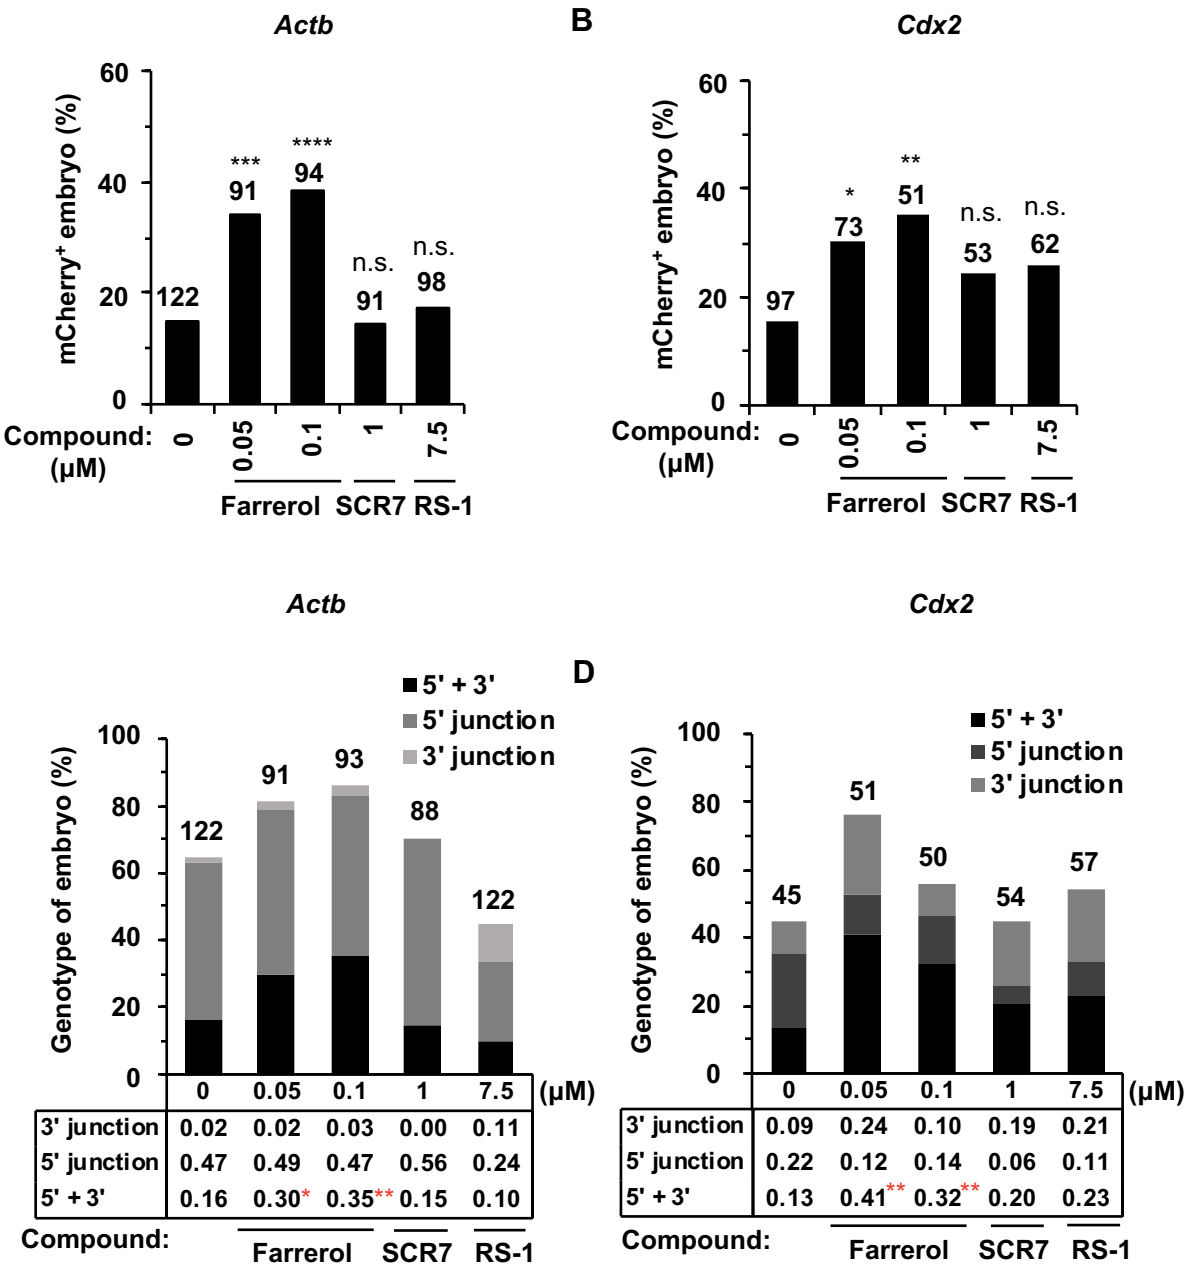 Actb
mCherry+ embryo (%)
60
40
20
0
122
***
91
****
94
n.s.
91
n.s.
98
Compound:
(µM)
0
0.05
0.1
1
7.5
Farrerol SCR7 RS-1
B
Cdx2
mCherry+ embryo (%)
60
40
20
0
97
*
73
**
51
n.s.
53
n.s.
62
Compound:
(µM)
0
0.05
0.1
1
7.5
Farrerol SCR7 RS-1
Actb
5' + 3'
5' junction
3' junction
Genotype of embryo (%)
100
80
60
40
20
0
122
91
93
88
122
0 0.05 0.1 1 7.5 (µM)
3' junction 0.02 0.02 0.03 0.00 0.11
5' junction 0.47 0.49 0.47 0.56 0.24
5' + 3' 0.16 0.30* 0.35** 0.15 0.10
Compound: Farrerol SCR7 RS-1
D
Cdx2
5' + 3'
5' junction
3' junction
Genotype of embryo (%)
100
80
60
40
20
0
45
51
50
54
57
0 0.05 0.1 1 7.5 (µM)
3' junction 0.09 0.24 0.10 0.19 0.21
5' junction 0.22 0.12 0.14 0.06 0.11
5' + 3' 0.13 0.41** 0.32** 0.20 0.23
Compound: Farrerol SCR7 RS-1